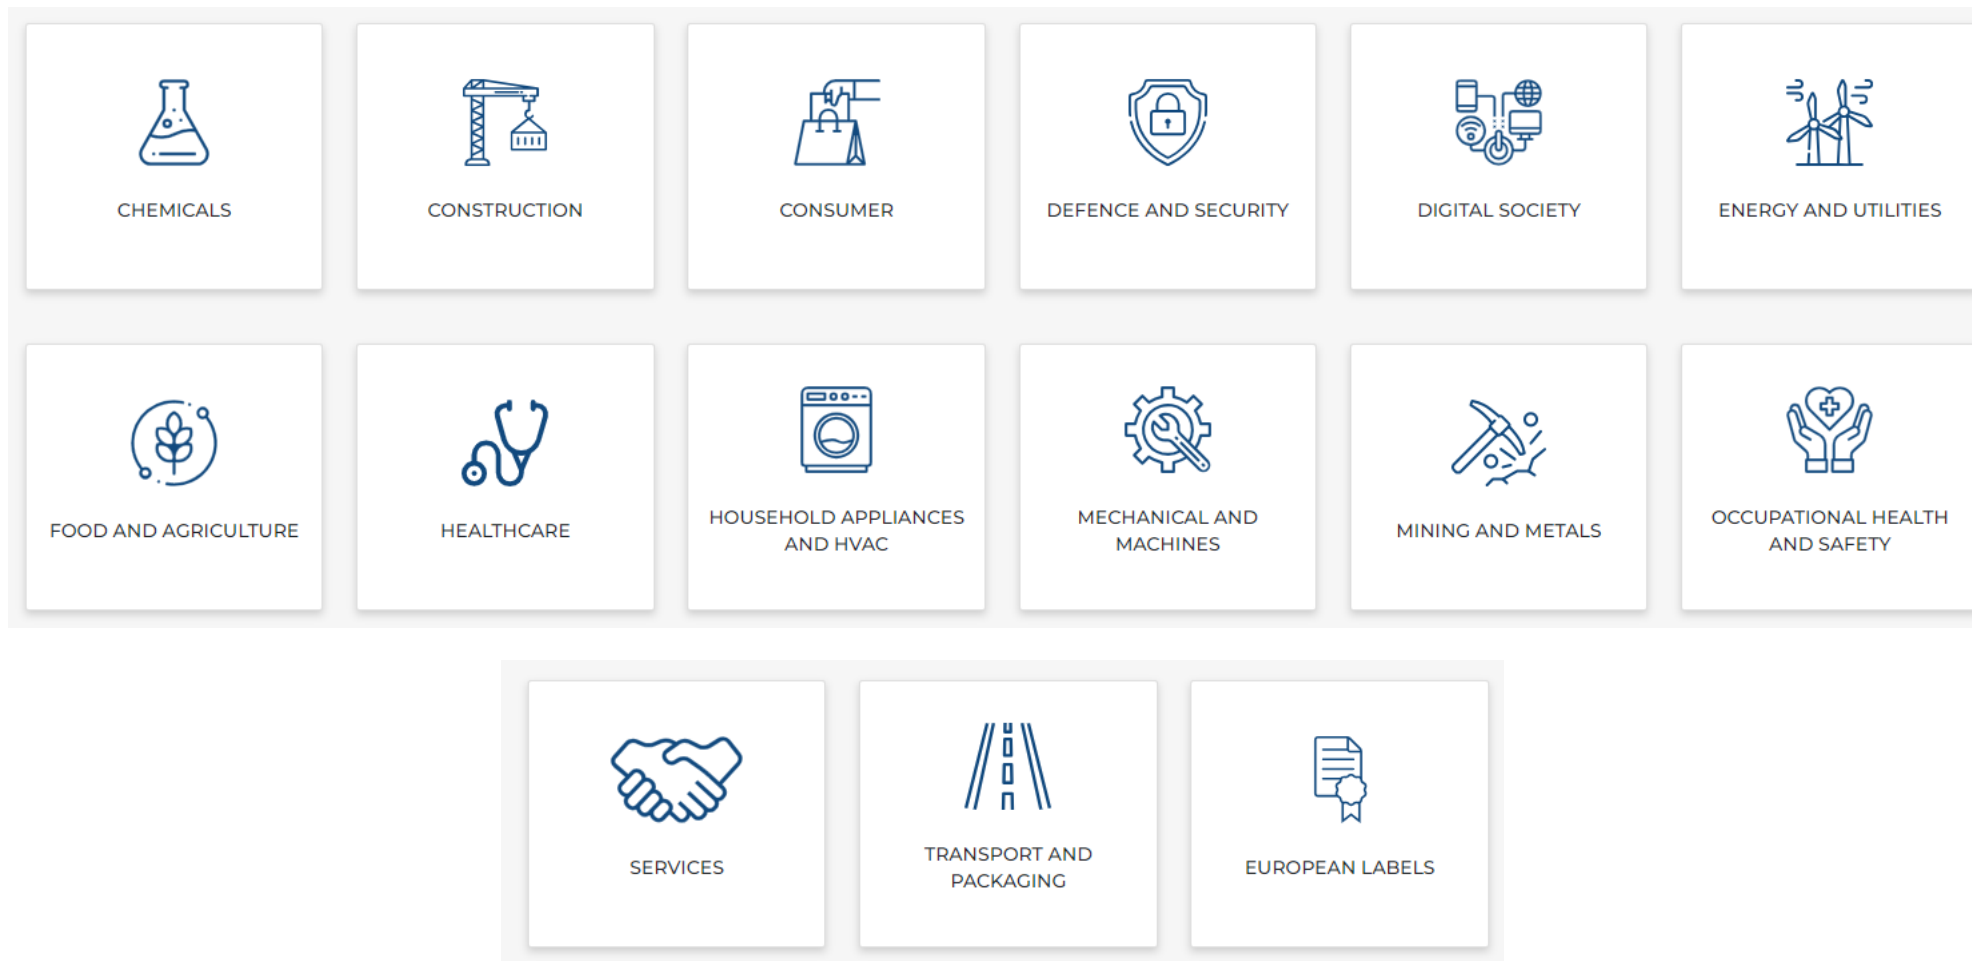 CHEMICALS
CONSTRUCTION
CONSUMER
DEFENCE AND SECURITY
DIGITAL SOCIETY
ENERGY AND UTILITIES
FOOD AND AGRICULTURE
HEALTHCARE
HOUSEHOLD APPLIANCES
AND HVAC
MECHANICAL AND
MACHINES
MINING AND METALS
OCCUPATIONAL HEALTH
AND SAFETY
SERVICES
TRANSPORT AND
PACKAGING
EUROPEAN LABELS